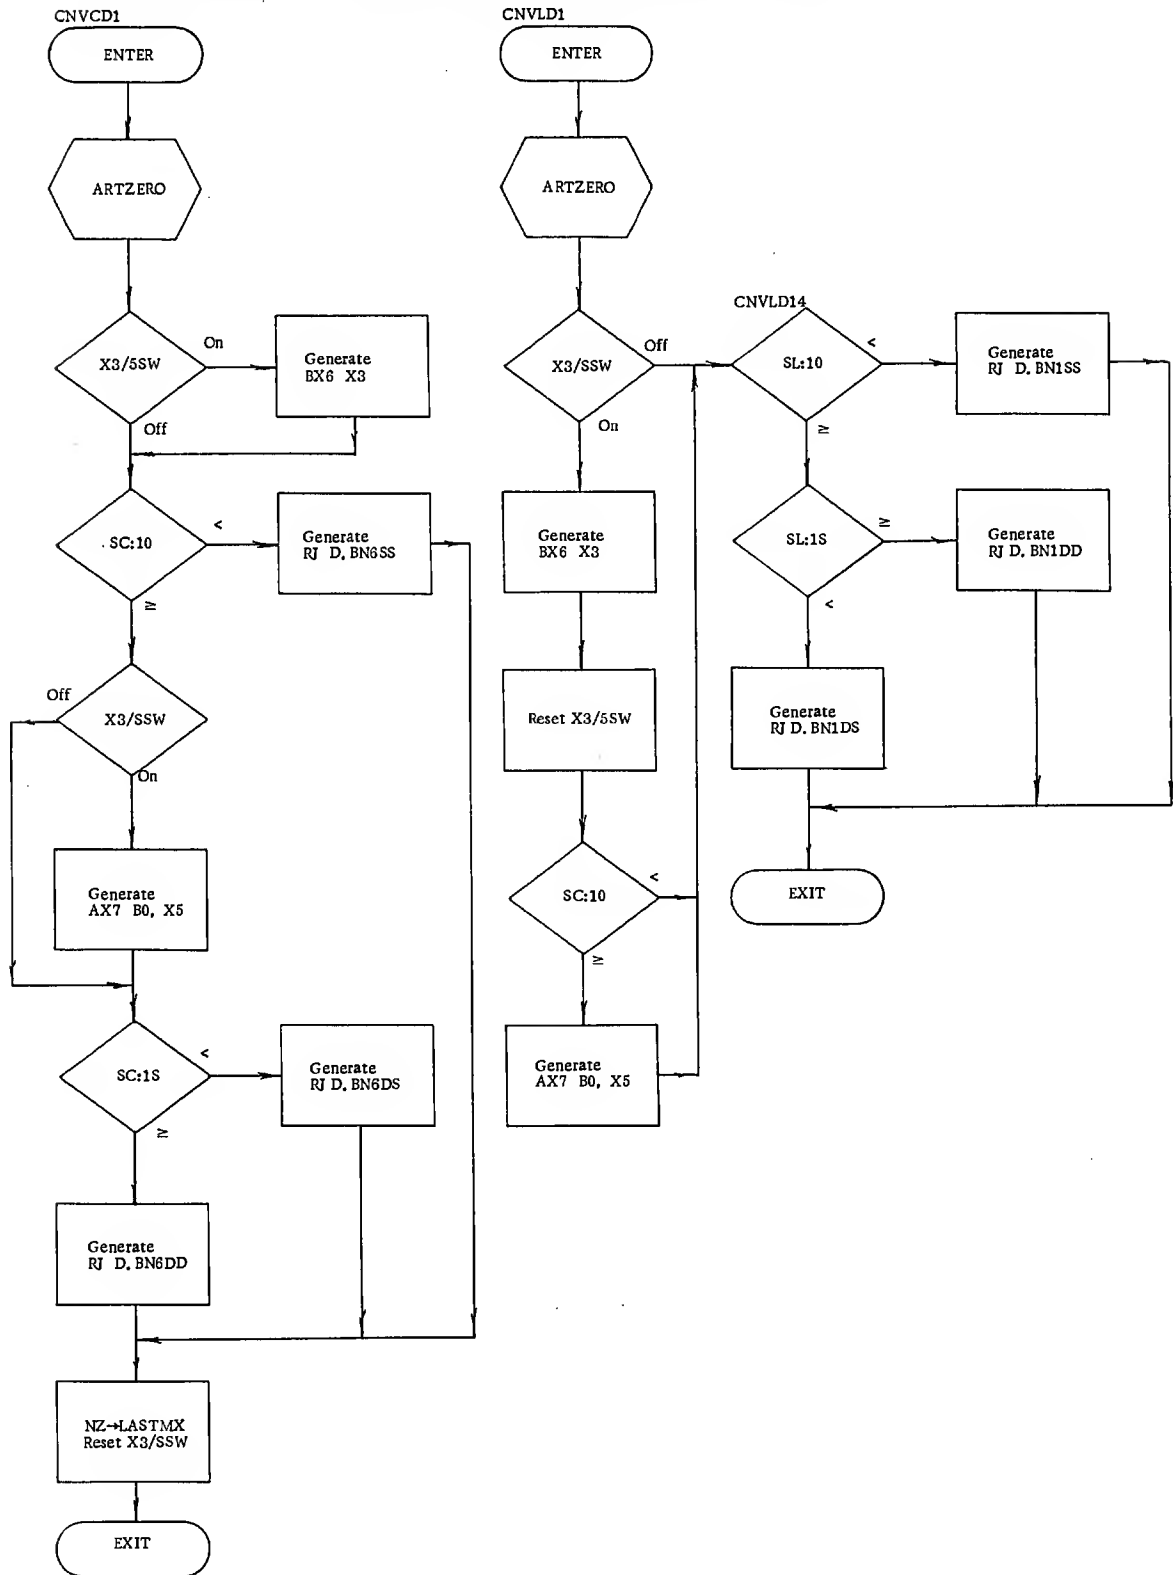 CNVCD1
ENTER
ARTZERO
X3/5SW
On
Off
Generate
BX6 X3
SC:10
<
≥
Generate
RJ D. BN6SS
X3/SSW
Off
On
Generate
AX7 B0, X5
SC:1S
<
≥
Generate
RJ D. BN6DS
Generate
RJ D. BN6DD
NZ→LASTMX
Reset X3/SSW
EXIT
CNVLD1
ENTER
ARTZERO
X3/SSW
Off
On
Generate
BX6 X3
Reset X3/5SW
SC:10
<
≥
Generate
AX7 B0, X5
CNVLD14
SL:10
<
≥
Generate
RJ D. BN1SS
SL:1S
≥
<
Generate
RJ D. BN1DD
Generate
RJ D. BN1DS
EXIT